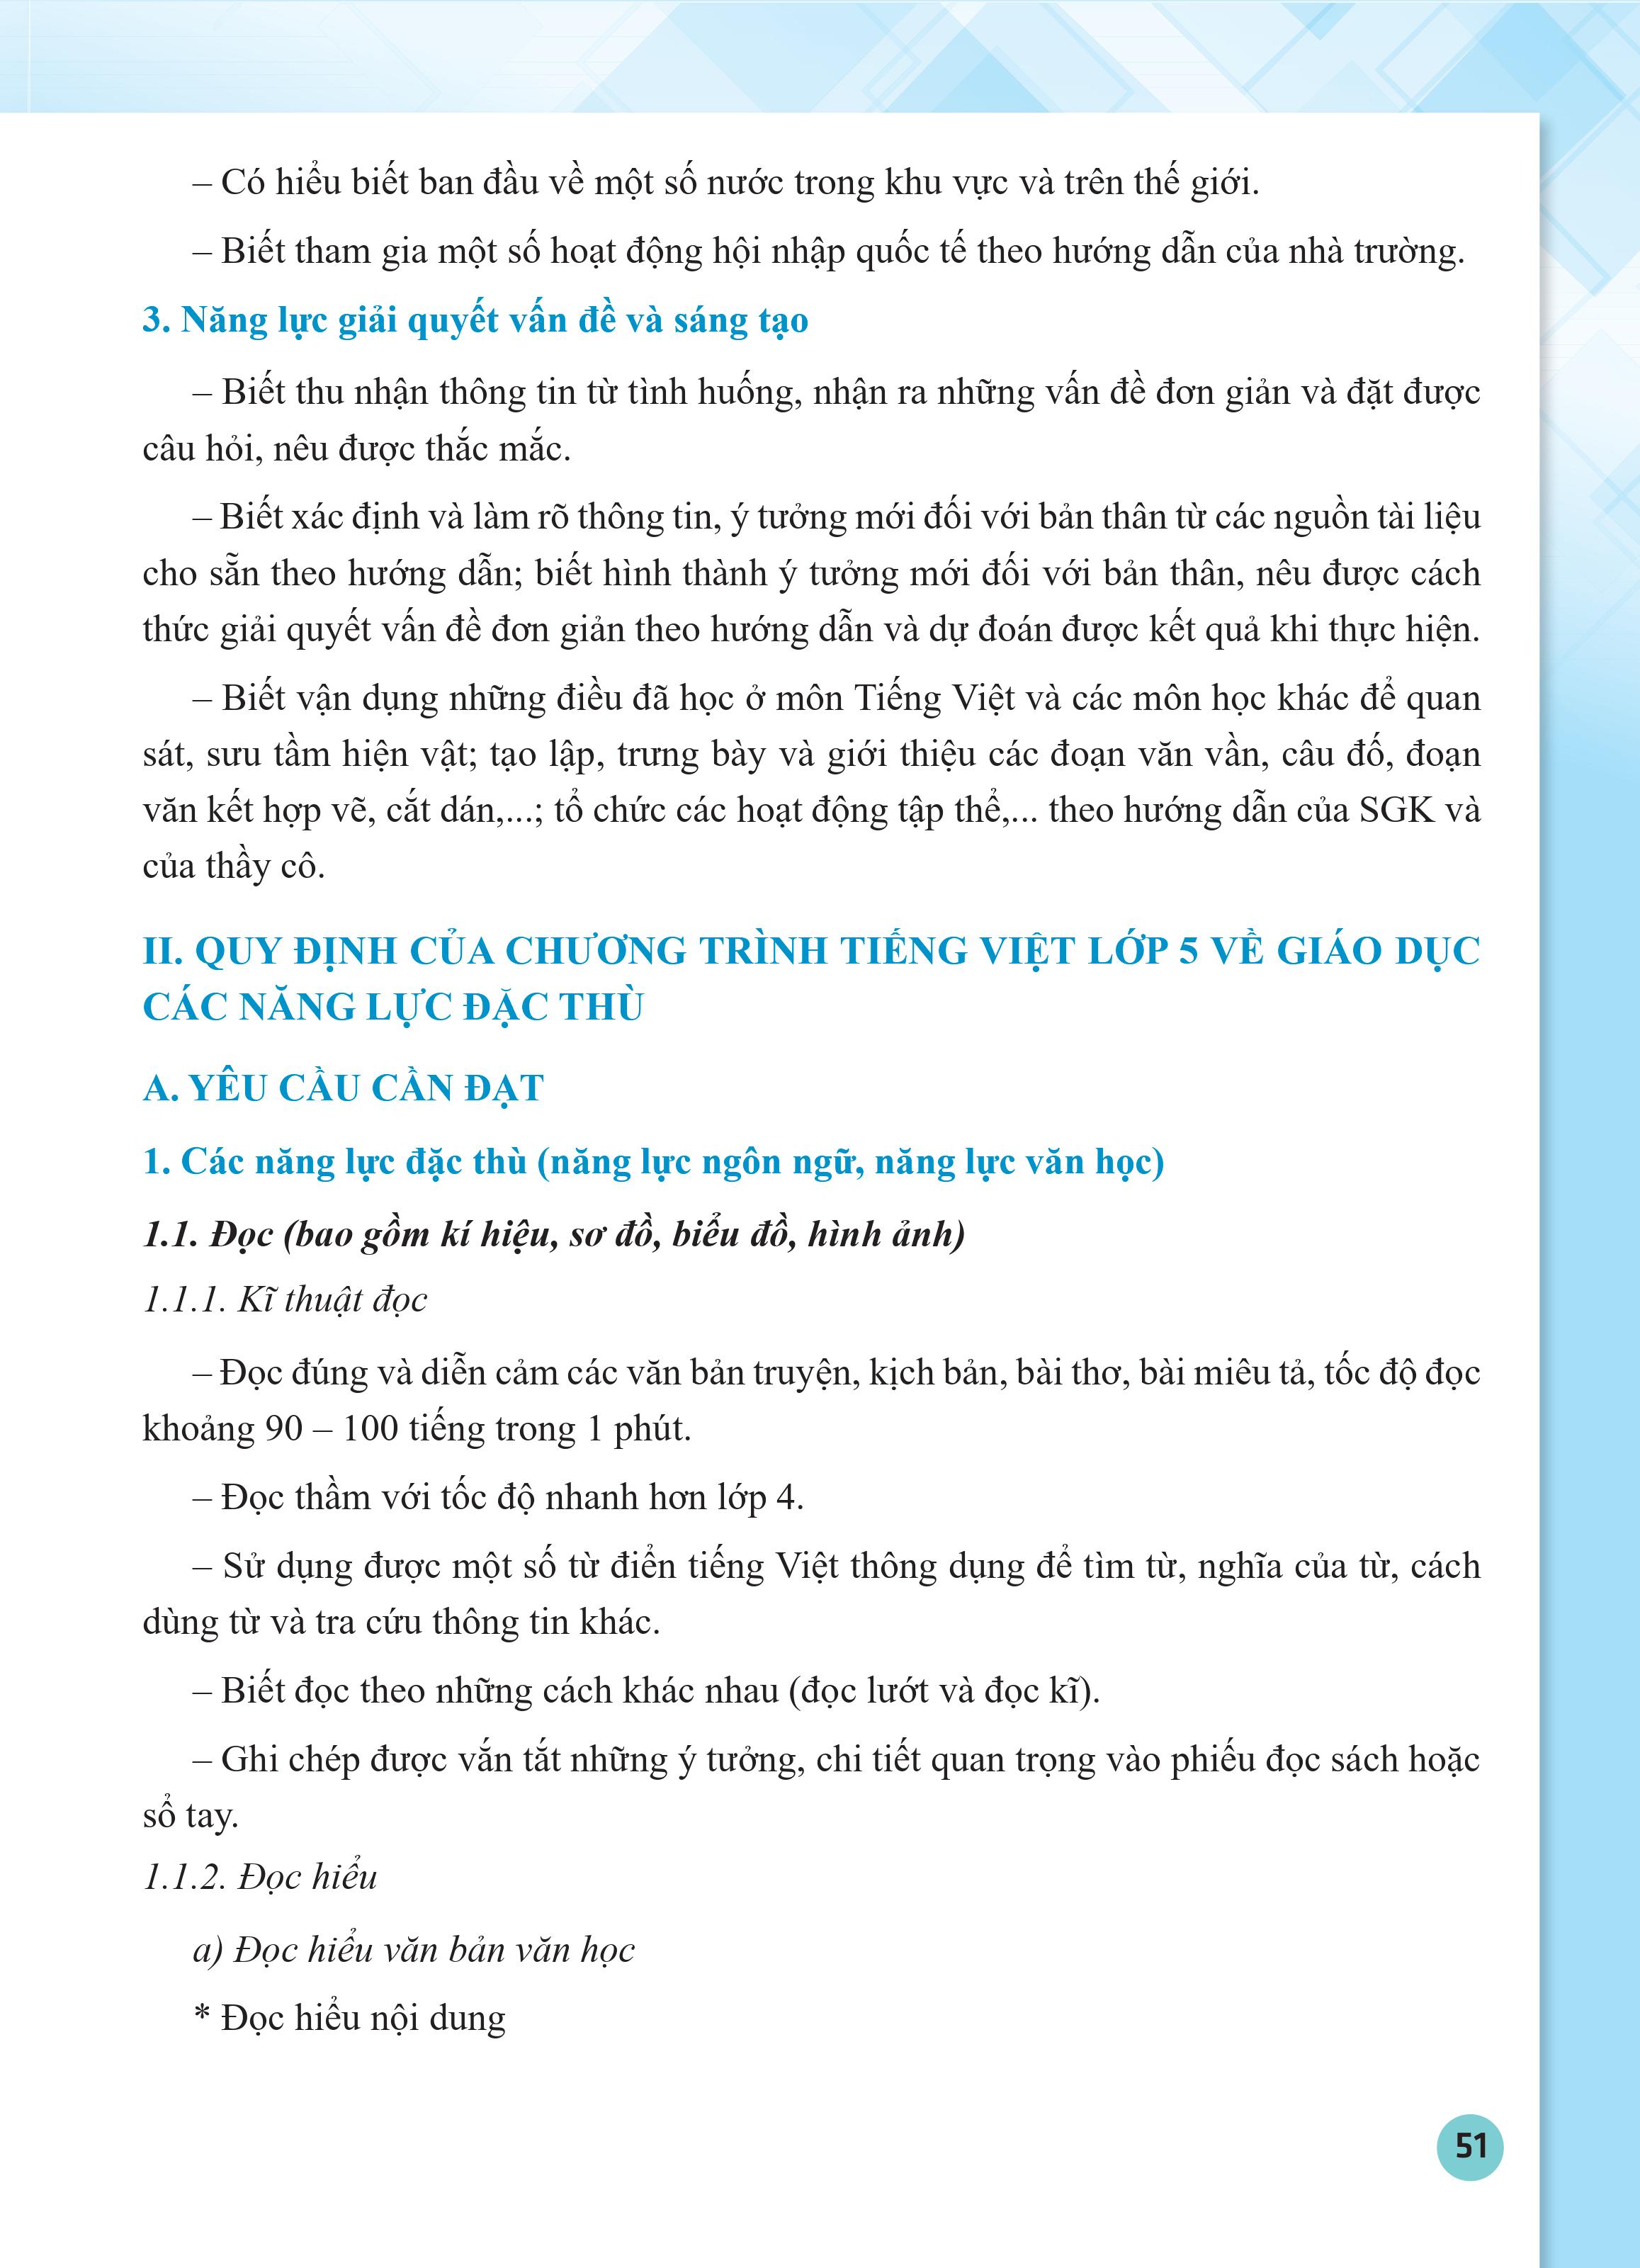 – Có hiểu biết ban đầu về một số nước trong khu vực và trên thế giới.
– Biết tham gia một số hoạt động hội nhập quốc tế theo hướng dẫn của nhà trường.
3. Năng lực giải quyết vấn đề và sáng tạo
– Biết thu nhận thông tin từ tình huống, nhận ra những vấn đề đơn giản và đặt được
câu hỏi, nêu được thắc mắc.
– Biết xác định và làm rõ thông tin, ý tưởng mới đối với bản thân từ các nguồn tài liệu
cho sẵn theo hướng dẫn; biết hình thành ý tưởng mới đối với bản thân, nêu được cách
thức giải quyết vấn đề đơn giản theo hướng dẫn và dự đoán được kết quả khi thực hiện.
– Biết vận dụng những điều đã học ở môn Tiếng Việt và các môn học khác để quan
sát, sưu tầm hiện vật; tạo lập, trưng bày và giới thiệu các đoạn văn vần, câu đố, đoạn
văn kết hợp vẽ, cắt dán,...; tổ chức các hoạt động tập thể,... theo hướng dẫn của SGK và
của thầy cô.
II. QUY ĐỊNH CỦA CHƯƠNG TRÌNH TIẾNG VIỆT LỚP 5 VỀ GIÁO DỤC
CÁC NĂNG LỰC ĐẶC THÙ
A. YÊU CẦU CẦN ĐẠT
1. Các năng lực đặc thù (năng lực ngôn ngữ, năng lực văn học)
1.1. Đọc (bao gồm kí hiệu, sơ đồ, biểu đồ, hình ảnh)
1.1.1. Kĩ thuật đọc
– Đọc đúng và diễn cảm các văn bản truyện, kịch bản, bài thơ, bài miêu tả, tốc độ đọc
khoảng 90 – 100 tiếng trong 1 phút.
– Đọc thầm với tốc độ nhanh hơn lớp 4.
– Sử dụng được một số từ điển tiếng Việt thông dụng để tìm từ, nghĩa của từ, cách
dùng từ và tra cứu thông tin khác.
– Biết đọc theo những cách khác nhau (đọc lướt và đọc kĩ).
– Ghi chép được vắn tắt những ý tưởng, chi tiết quan trọng vào phiếu đọc sách hoặc
sổ tay.
1.1.2. Đọc hiểu
a) Đọc hiểu văn bản văn học
* Đọc hiểu nội dung
51